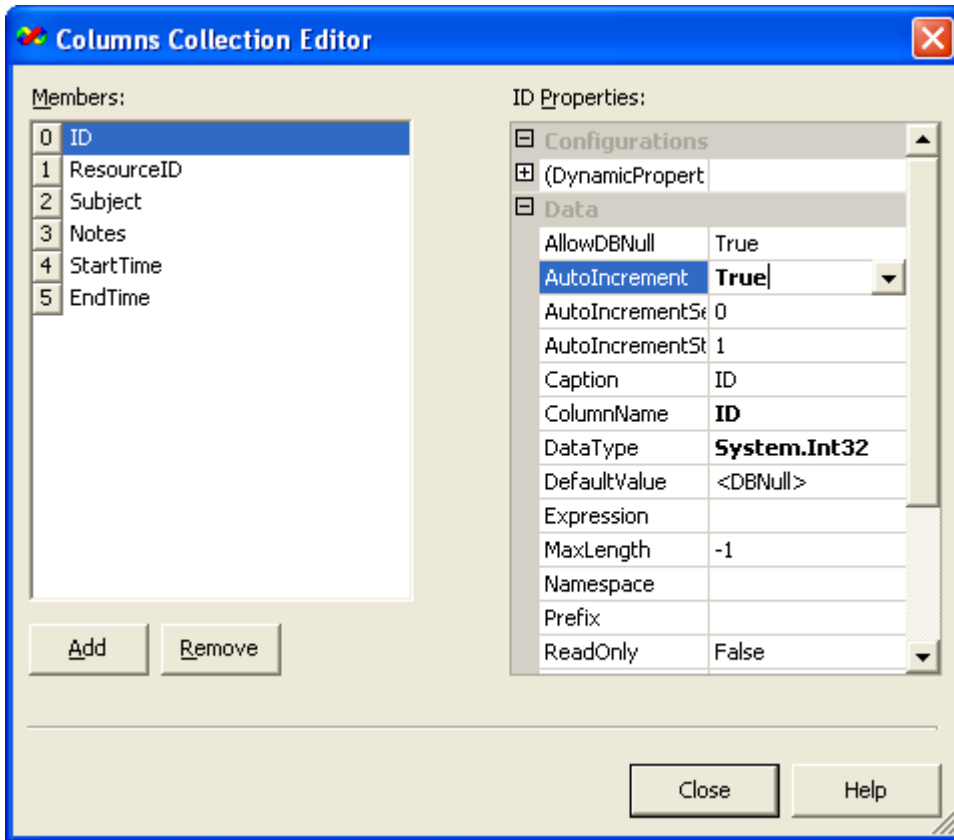 Columns Collection Editor
Members:
0 ID
1 ResourceID
2 Subject
3 Notes
4 StartTime
5 EndTime
Add Remove
ID Properties:
Configurations
(DynamicPropert
Data
AllowDBNull True
AutoIncrement True
AutoIncrementSe 0
AutoIncrementSt 1
Caption ID
ColumnName ID
DataType System.Int32
DefaultValue <DBNull>
Expression
MaxLength -1
Namespace
Prefix
ReadOnly False
Close Help